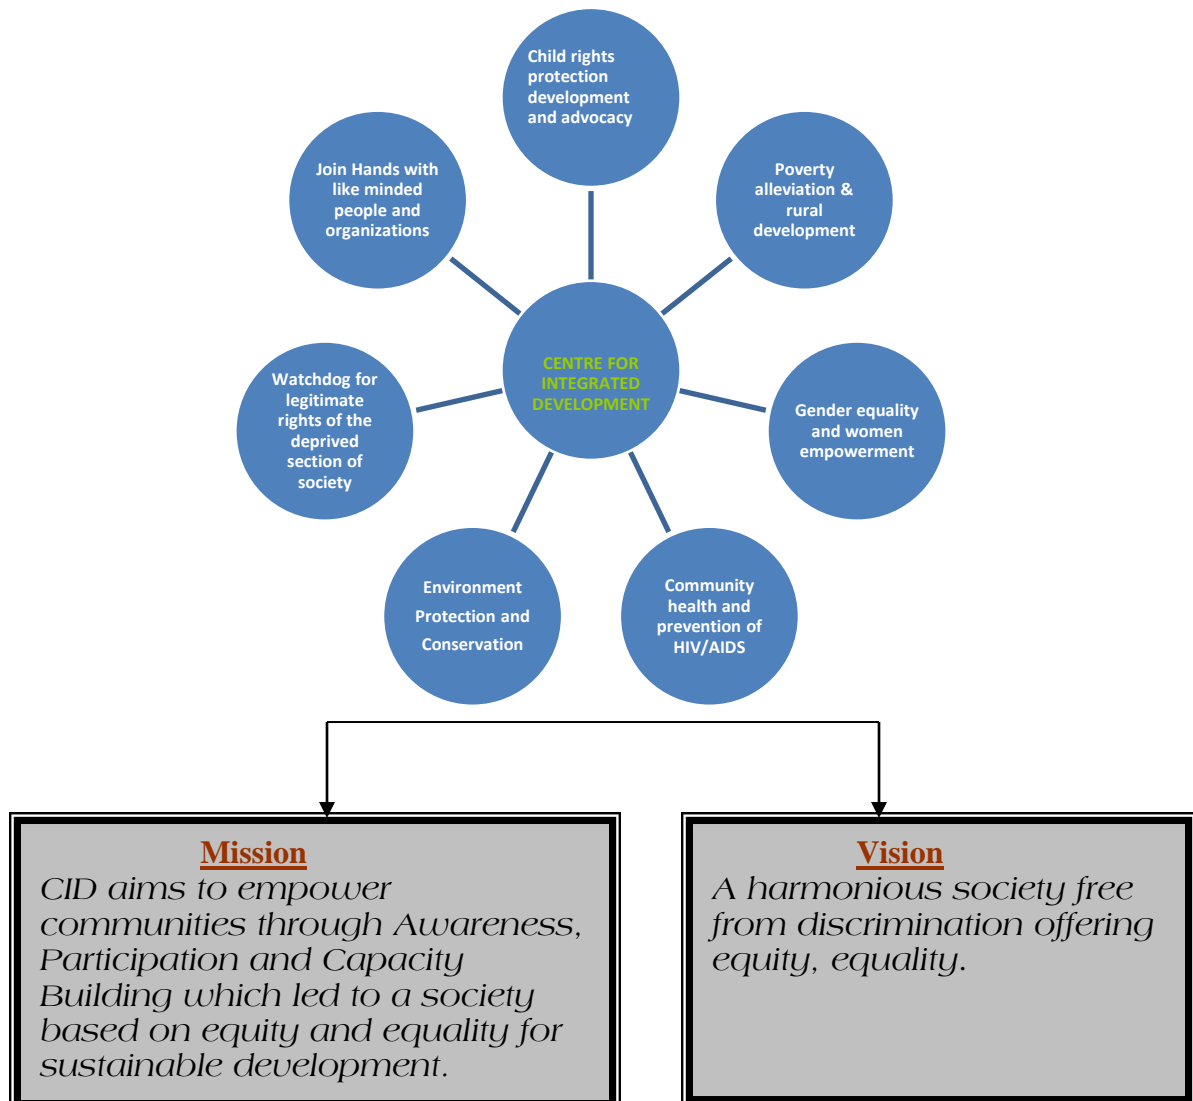 Child rights
protection
development
and advocacy
Poverty
alleviation &
rural
development
Gender equality
and women
empowerment
Community
health and
prevention of
HIV/AIDS
Environment
Protection and
Conservation
Watchdog for
legitimate
rights of the
deprived
section of
society
Join Hands with
like minded
people and
organizations
CENTRE FOR
INTEGRATED
DEVELOPMENT
Mission
CID aims to empower
communities through Awareness,
Participation and Capacity
Building which led to a society
based on equity and equality for
sustainable development.
Vision
A harmonious society free
from discrimination offering
equity, equality.